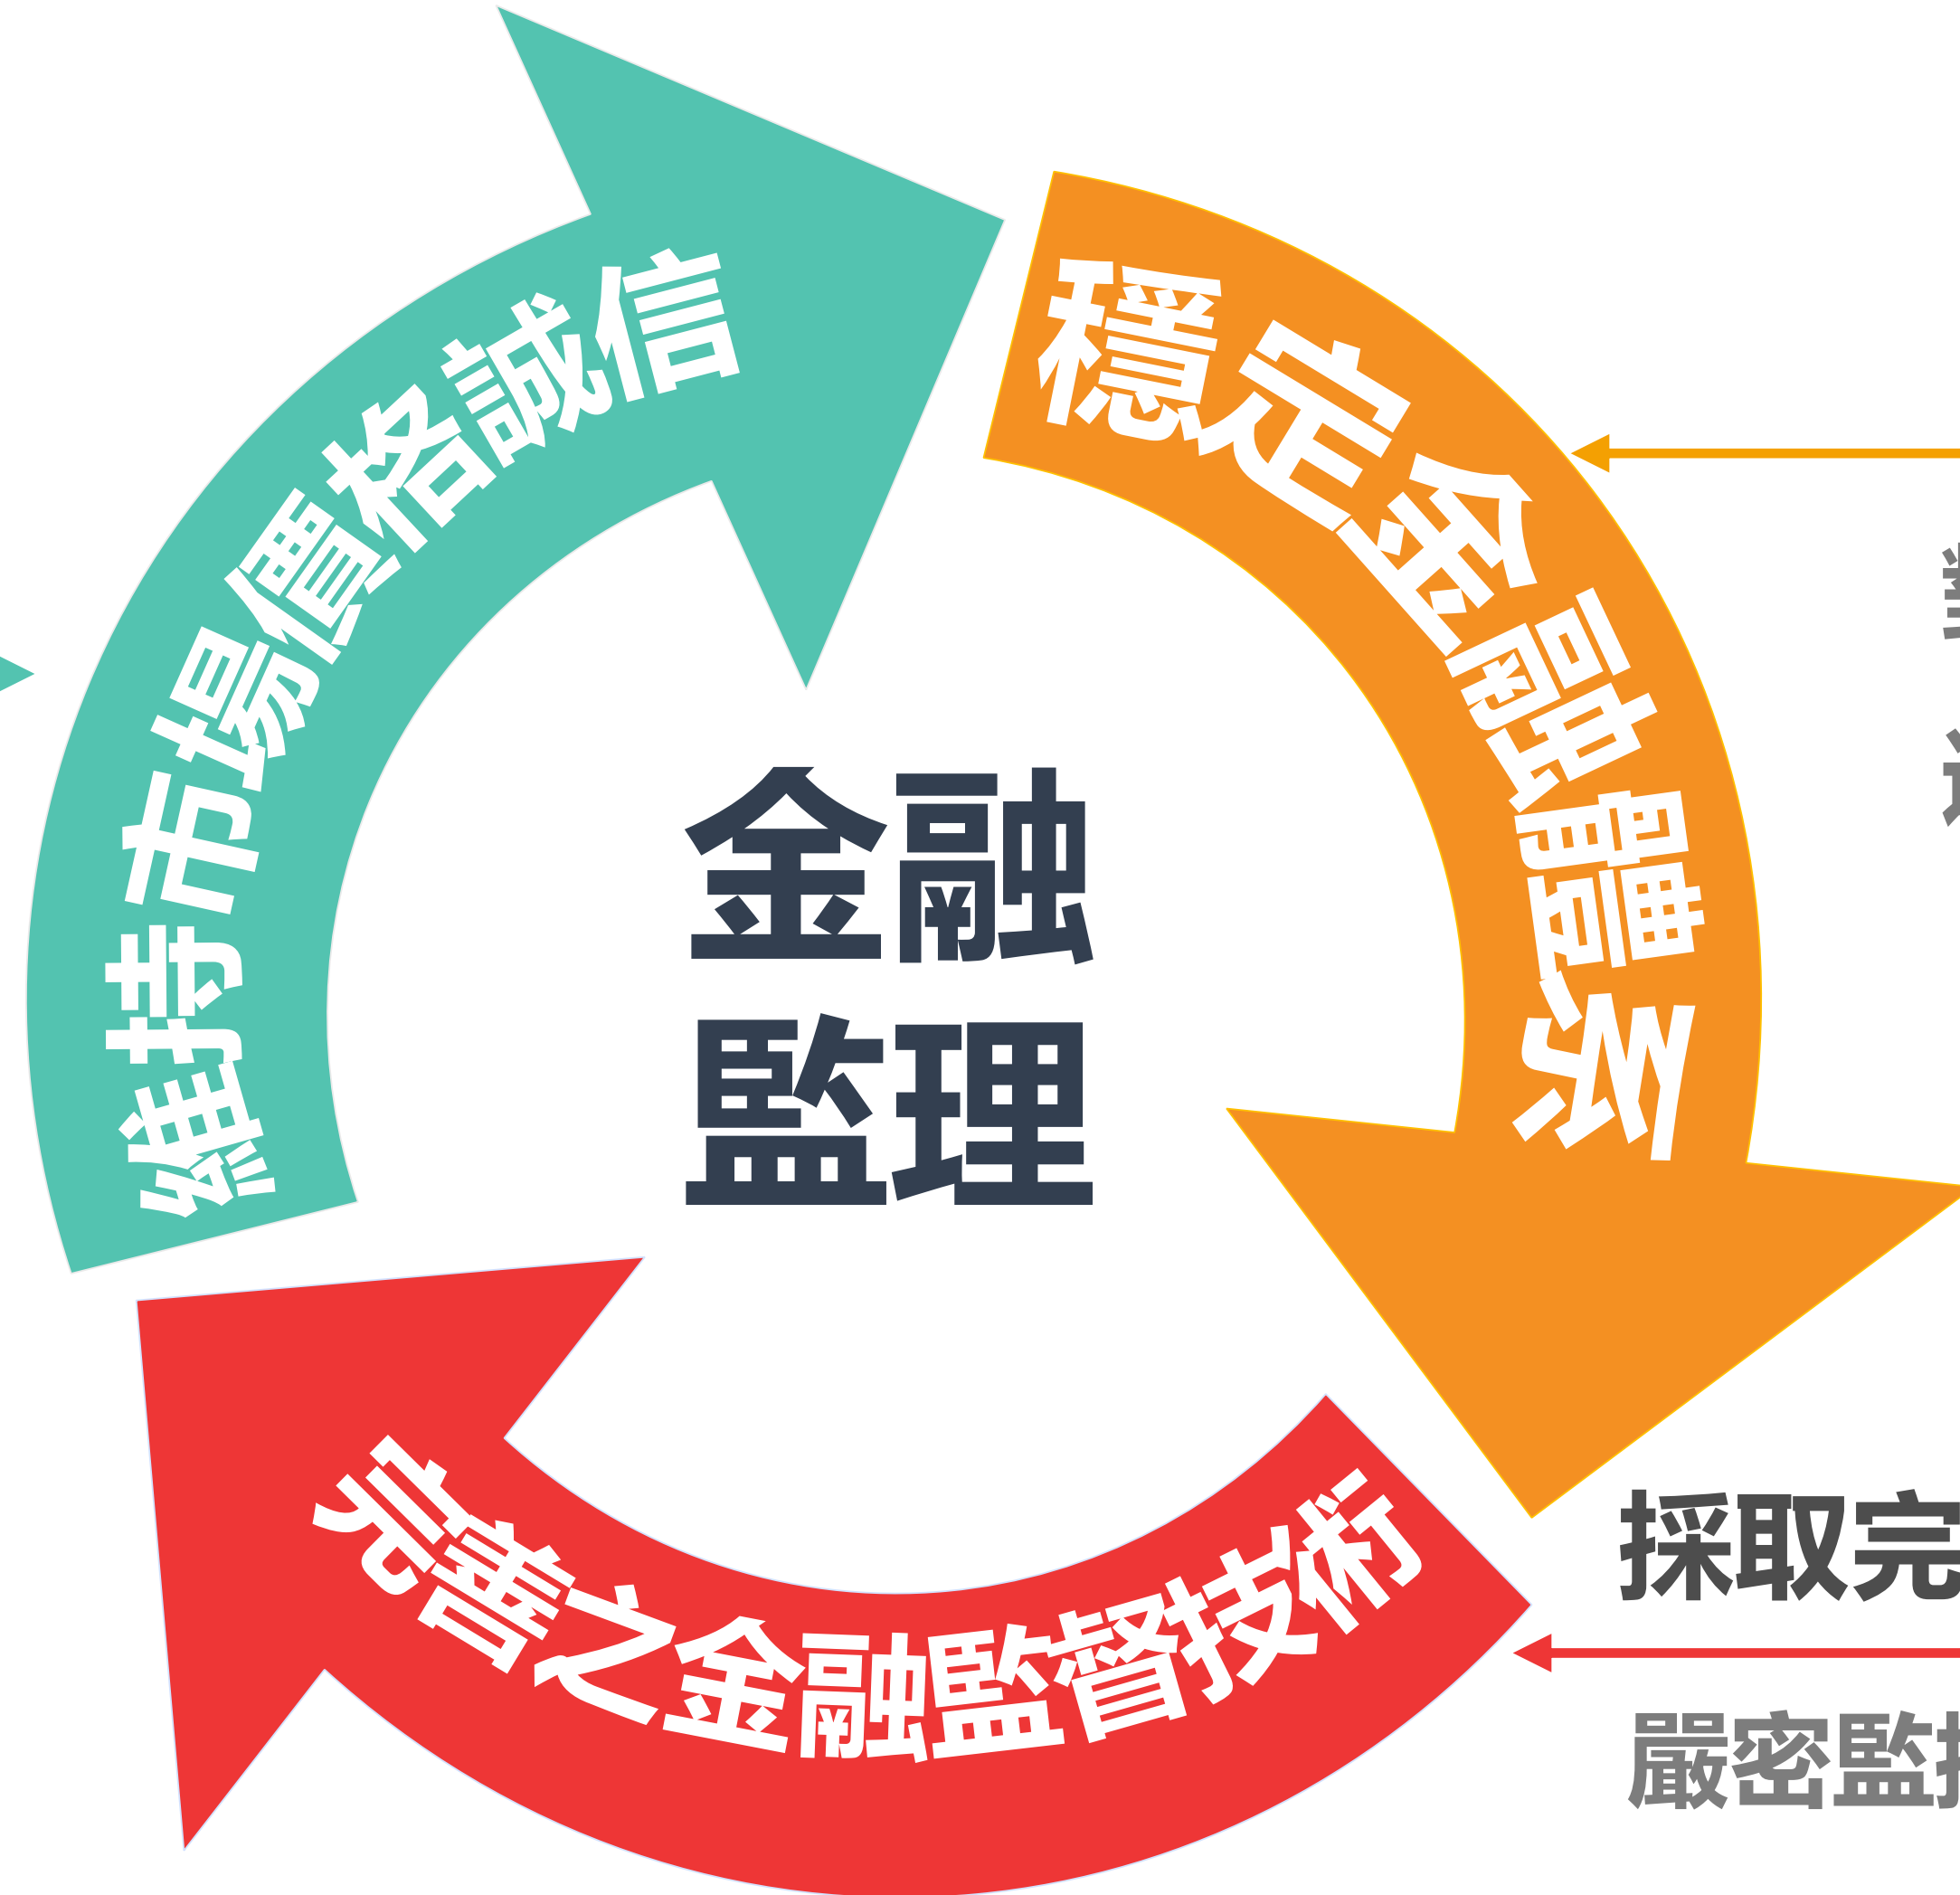 維持市場價格誠信
穩定金融體系
金融
監理
完善之金融監督技術
採取完
嚴密監